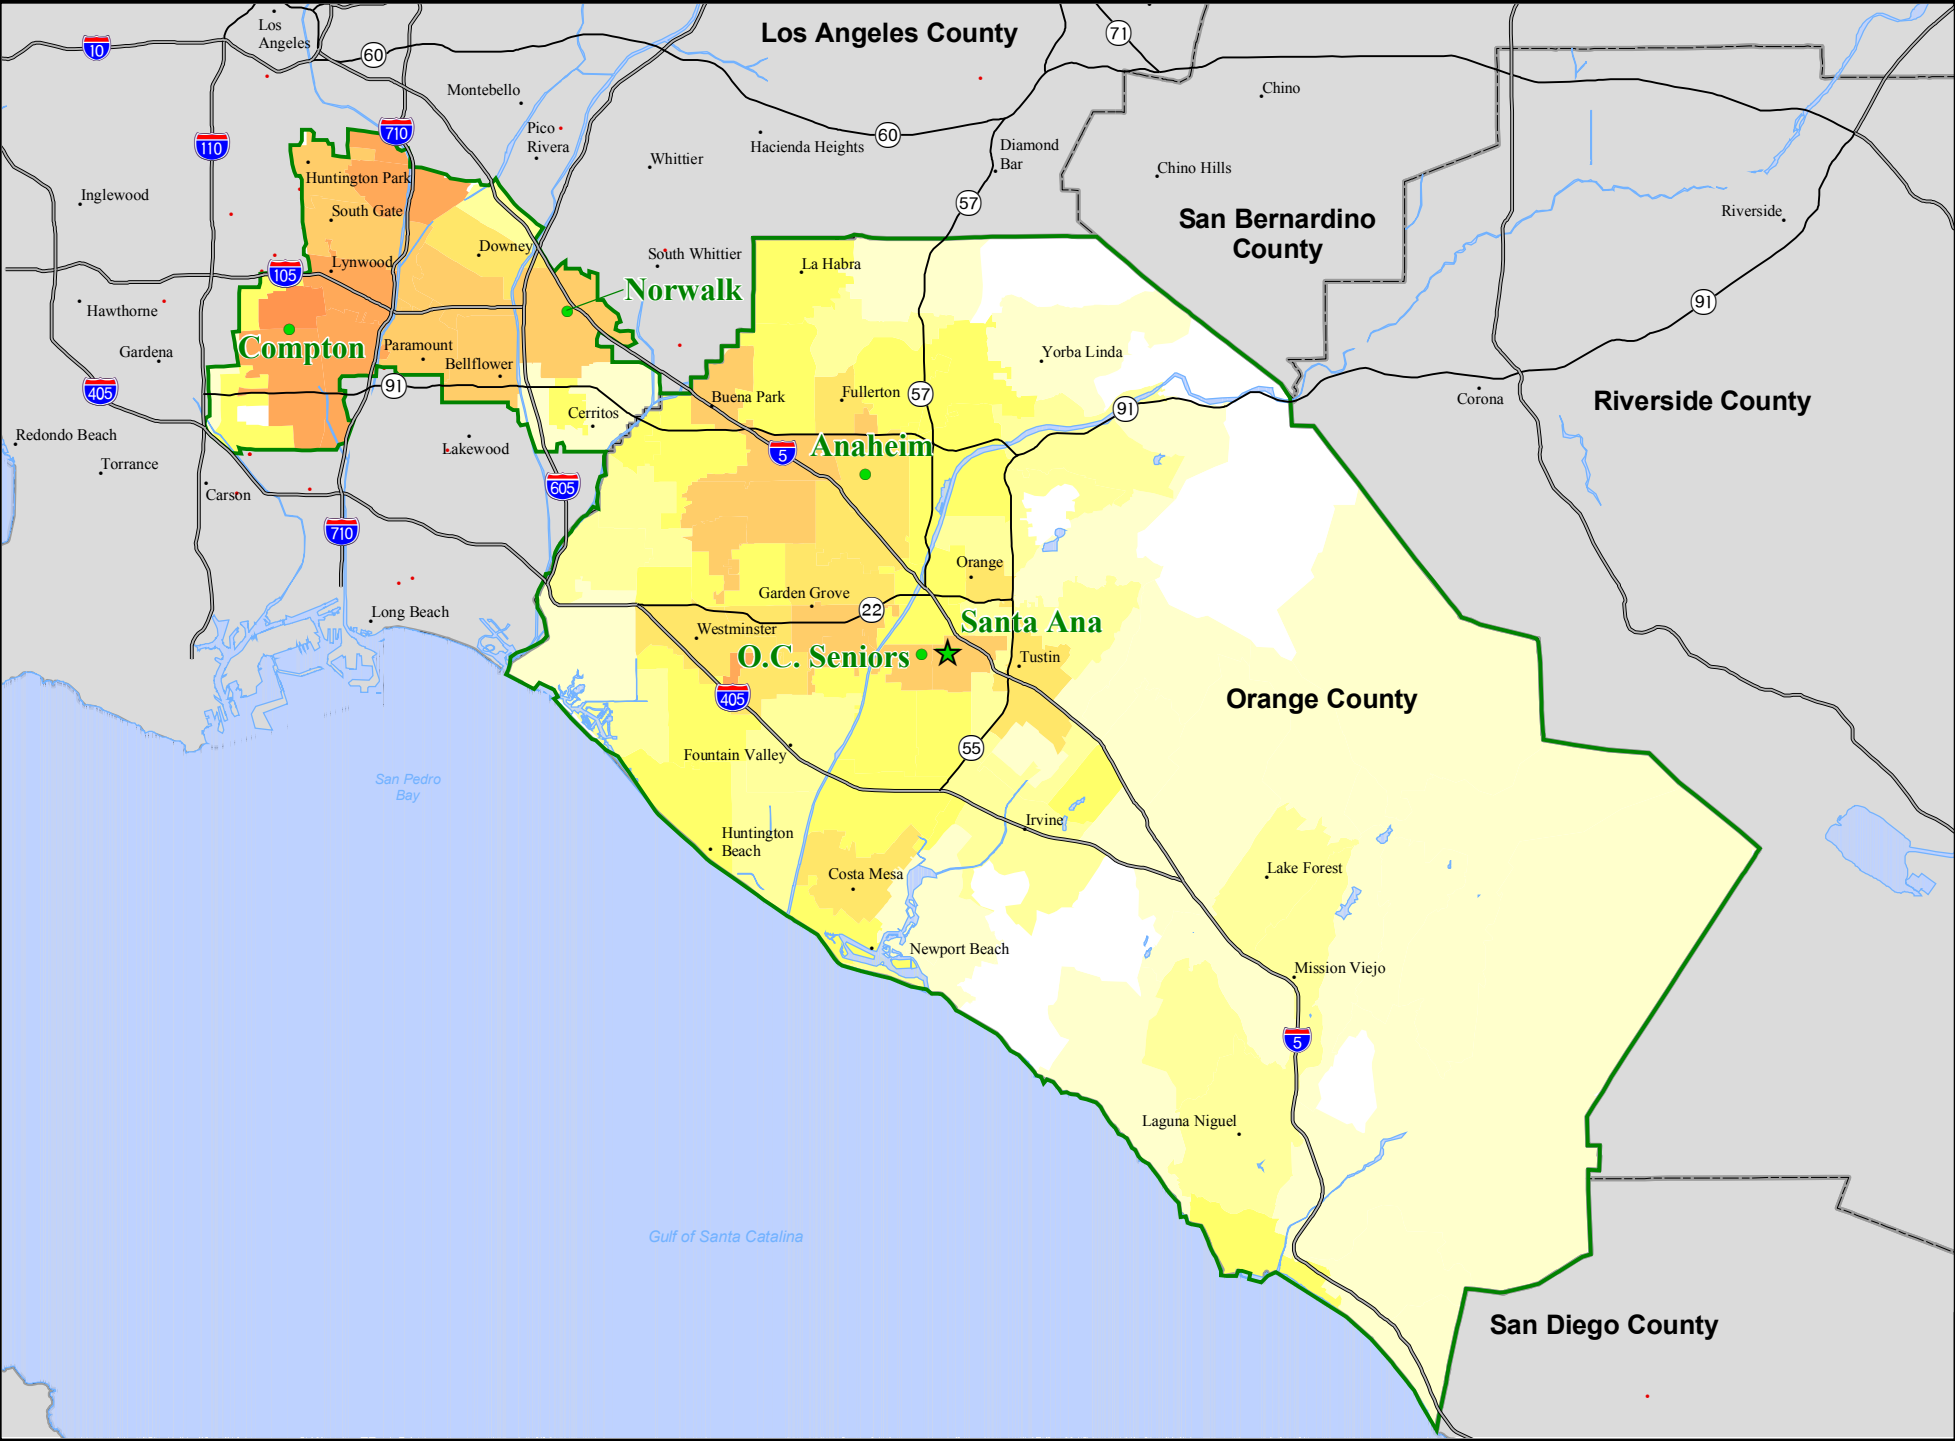 Los
Angeles
Los Angeles County
10
60
71
Montebello
Chino
710
Pico
Rivera
110
60
Hacienda Heights
Diamond
Bar
Whittier
Chino Hills
Huntington Park
Inglewood
57
South Gate
San Bernardino
County
Riverside
Downey
South Whittier
Lynwood
La Habra
105
Norwalk
91
Hawthorne
Compton
Paramount
Gardena
Yorba Linda
Bellflower
405
91
Buena Park
Fullerton
57
Corona
Riverside County
91
Cerritos
Redondo Beach
Lakewood
Anaheim
5
Torrance
605
Carson
710
Orange
Garden Grove
22
Long Beach
Santa Ana
Westminster
O.C. Seniors
Tustin
405
Orange County
Fountain Valley
55
San Pedro
Bay
Irvine
Huntington
Beach
Lake Forest
Costa Mesa
Newport Beach
Mission Viejo
5
Laguna Niguel
Gulf of Santa Catalina
San Diego County